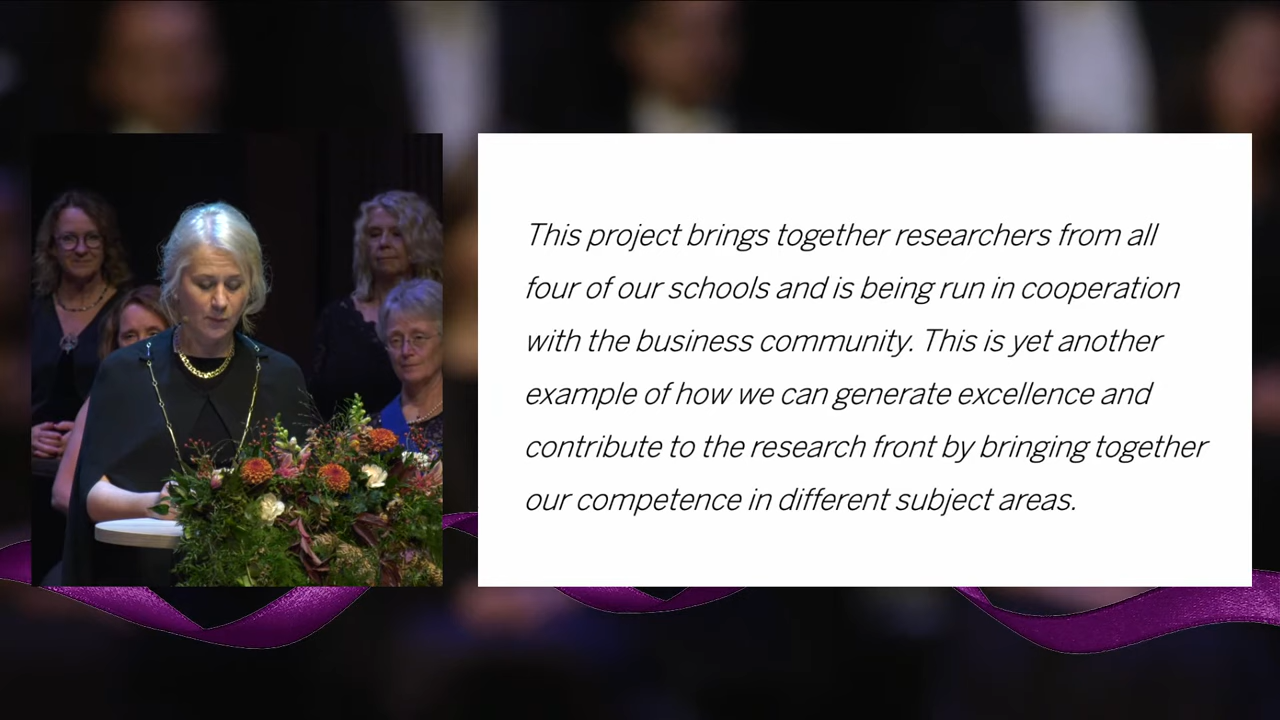 This project brings together researchers from all
four of our schools and is being run in cooperation
with the business community. This is yet another
example of how we can generate excellence and
contribute to the research front by bringing together
our competence in different subject areas.